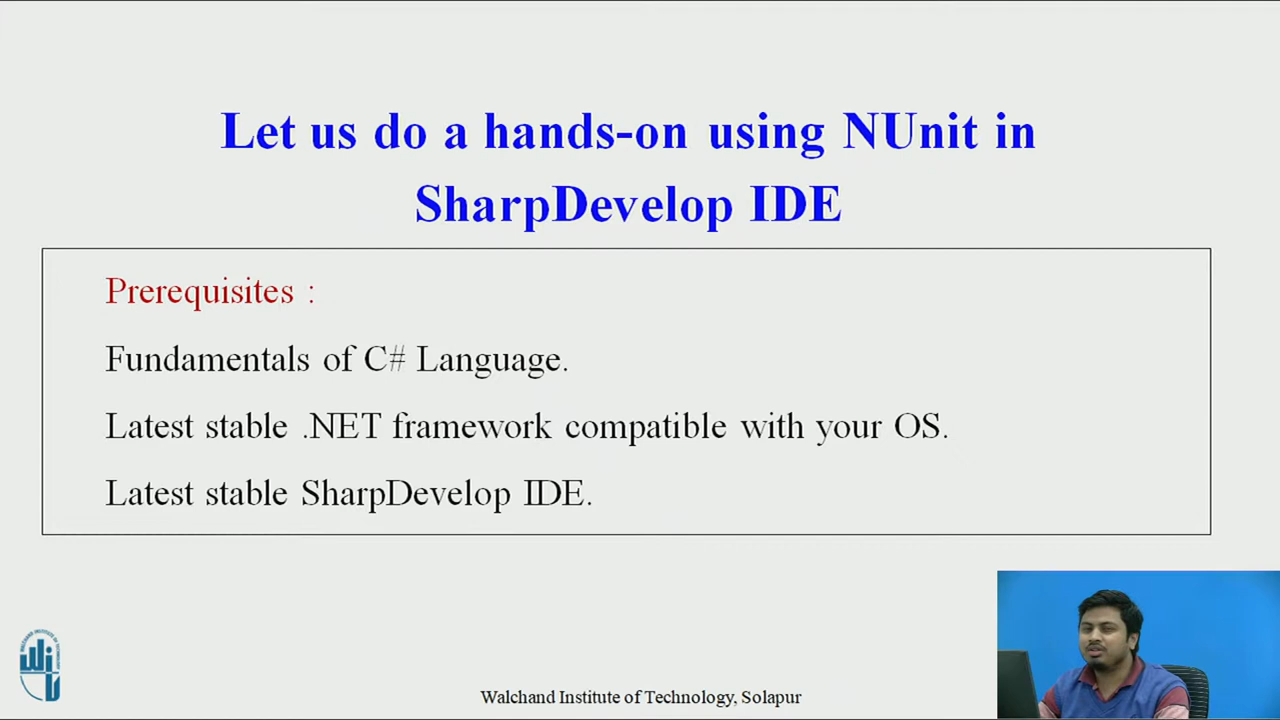 Let us do a hands-on using NUnit in
SharpDevelop IDE
Prerequisites :
Fundamentals of C# Language.
Latest stable .NET framework compatible with your OS.
Latest stable SharpDevelop IDE.
Walchand Institute of Technology, Solapur